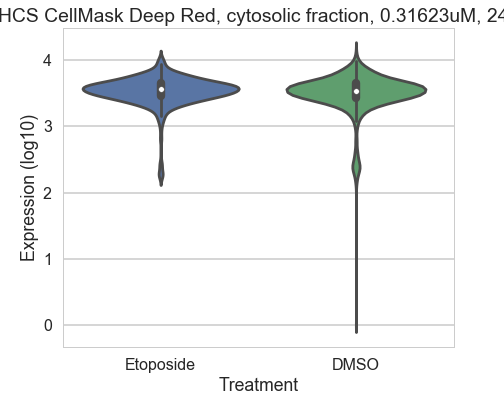 HCS CellMask Deep Red, cytosolic fraction, 0.31623uM, 24
4
3
2
1
0
Expression (log10)
Etoposide DMSO
Treatment